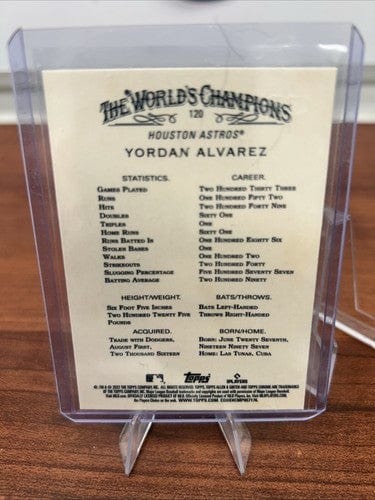 THE WORLD'S CHAMPIONS
120
HOUSTON ASTROS®
YORDAN ALVAREZ
STATISTICS. CAREER.
GAMES PLAYED TWO HUNDRED THIRTY THREE
RUNS ONE HUNDRED FIFTY TWO
HITS TWO HUNDRED FORTY NINE
DOUBLES SIXTY ONE
TRIPLES ONE
HOME RUNS SIXTY ONE
RUNS BATTED IN ONE HUNDRED EIGHTY SIX
STOLEN BASES ONE
WALKS ONE HUNDRED TWO
STRIKEOUTS TWO HUNDRED FORTY
SLUGGING PERCENTAGE FIVE HUNDRED SEVENTY SEVEN
BATTING AVERAGE TWO HUNDRED NINETY
HEIGHT/WEIGHT. BATS/THROWS.
SIX FOOT FIVE INCHES BATS LEFT-HANDED
TWO HUNDRED TWENTY FIVE THROWS RIGHT-HANDED
POUNDS
ACQUIRED. BORN/HOME.
TRADE WITH DODGERS, BORN: JUNE TWENTY SEVENTH,
AUGUST FIRST, NINETEEN NINETY SEVEN
TWO THOUSAND SIXTEEN HOME: LAS TUNAS, CUBA
Topps
PLAYERS